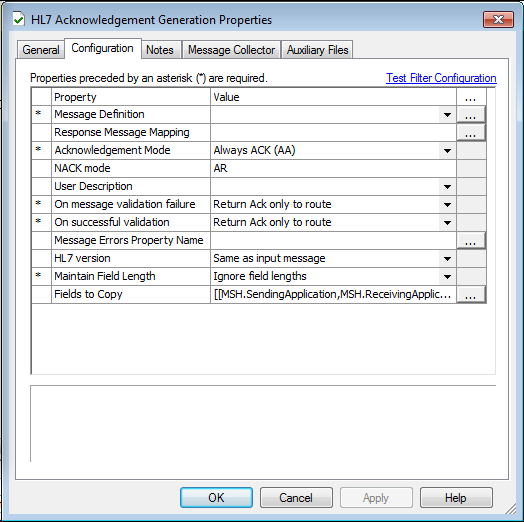 HL7 Acknowledgement Generation Properties
General Configuration Notes Message Collector Auxiliary Files
Properties preceded by an asterisk (*) are required. Test Filter Configuration
Property Value ...
* Message Definition ...
Response Message Mapping ...
* Acknowledgement Mode Always ACK (AA)
NACK mode AR
User Description
* On message validation failure Return Ack only to route
* On successful validation Return Ack only to route
Message Errors Property Name ...
HL7 version Same as input message
* Maintain Field Length Ignore field lengths
Fields to Copy [[MSH.SendingApplication,MSH.ReceivingApplic... ...
OK Cancel Apply Help